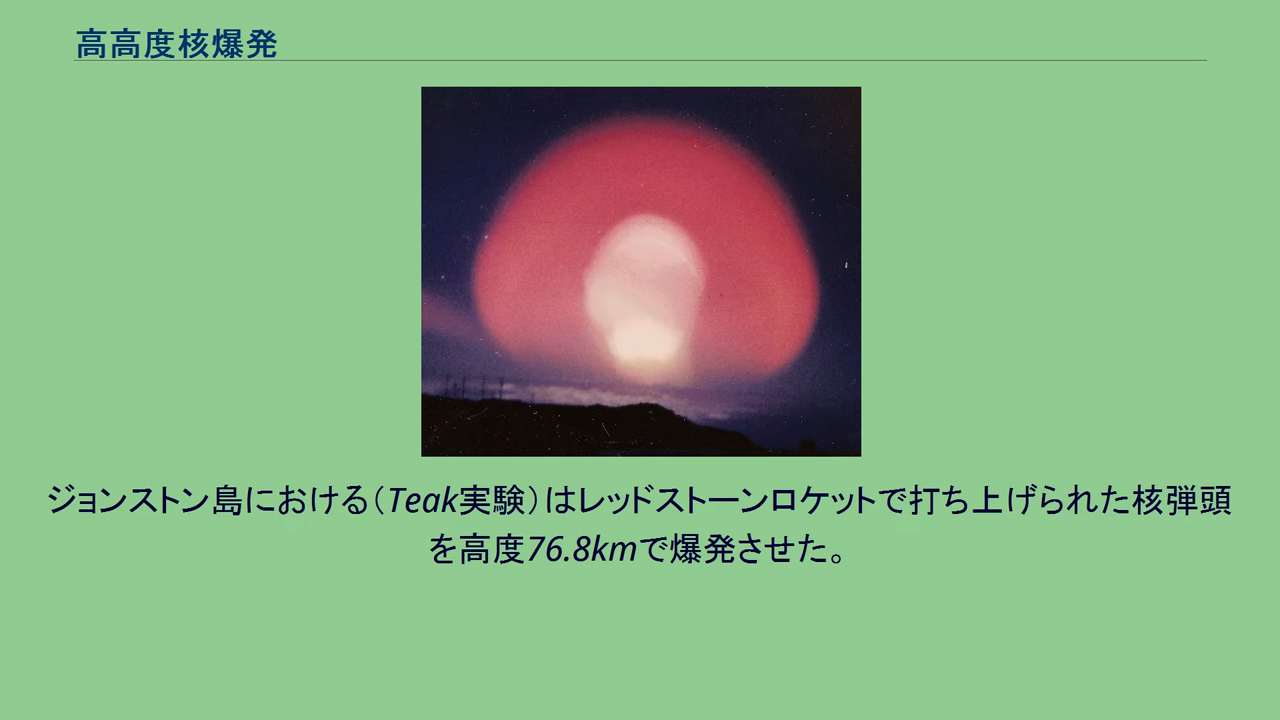 高高度核爆発
ジョンストン島における（Teak実験）はレッドストーンロケットで打ち上げられた核弾頭
を高度76.8kmで爆発させた。